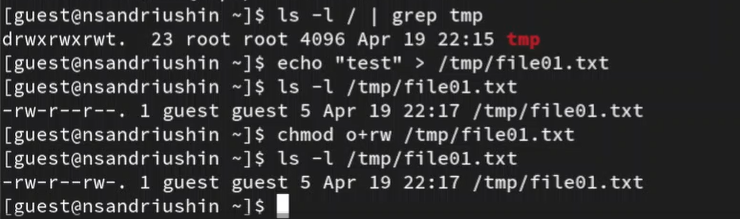 [guest@nsandriushin ~]$ ls -l / | grep tmp
drwxrwxrwt.  23 root root 4096 Apr 19 22:15 tmp
[guest@nsandriushin ~]$ echo "test" > /tmp/file01.txt
[guest@nsandriushin ~]$ ls -l /tmp/file01.txt
-rw-r--r--. 1 guest guest 5 Apr 19 22:17 /tmp/file01.txt
[guest@nsandriushin ~]$ chmod o+rw /tmp/file01.txt
[guest@nsandriushin ~]$ ls -l /tmp/file01.txt
-rw-r--rw-. 1 guest guest 5 Apr 19 22:17 /tmp/file01.txt
[guest@nsandriushin ~]$